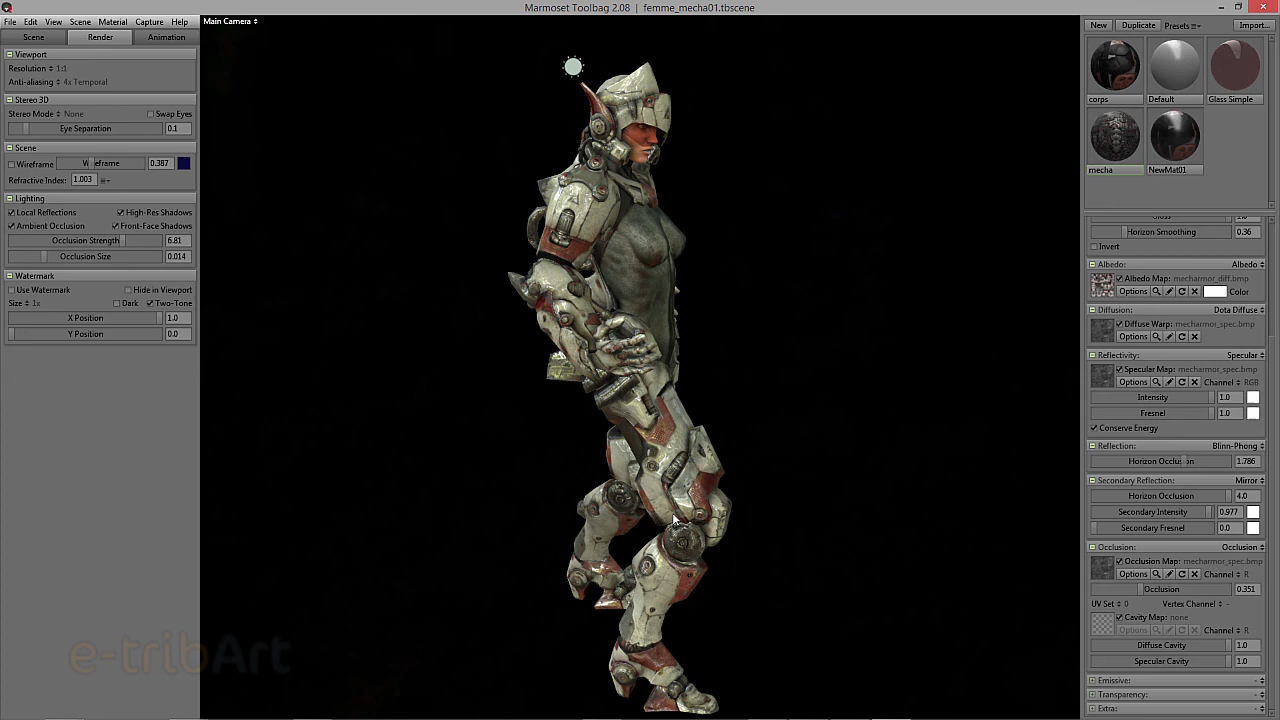 Marmoset Toolbag 2.08 | femme_mecha01.tbscene
File Edit View Scene Material Capture Help
Scene Render Animation
Viewport
Resolution 1:1
Anti-aliasing 4x Temporal
Stereo 3D
Stereo Mode None Swap Eyes
Eye Separation 0.1
Scene
Wireframe Wireframe 0.387
Refractive Index: 1.003
Lighting
Local Reflections High-Res Shadows
Ambient Occlusion Front-Face Shadows
Occlusion Strength 6.81
Occlusion Size 0.014
Watermark
Use Watermark Hide in Viewport
Size 1x Dark Two-Tone
X Position 1.0
Y Position 0.0
e-tribArt
Main Camera
New Duplicate Presets Import...
corps Default Glass Simple
mecha NewMat01
Horizon Smoothing 0.36
Invert
Albedo: Albedo
Albedo Map: mecharmor_diff.bmp
Options Color
Diffusion: Dota Diffuse
Diffuse Warp: mecharmor_spec.bmp
Options
Reflectivity: Specular
Specular Map: mecharmor_spec.bmp
Options Channel RGB
Intensity 1.0
Fresnel 1.0
Conserve Energy
Reflection: Blinn-Phong
Horizon Occlusion 1.786
Secondary Reflection: Mirror
Horizon Occlusion 4.0
Secondary Intensity 0.977
Secondary Fresnel 0.0
Occlusion: Occlusion
Occlusion Map: mecharmor_spec.bmp
Options Channel R
Occlusion 0.351
UV Set 0 Vertex Channel -
Cavity Map: none
Options Channel R
Diffuse Cavity 1.0
Specular Cavity 1.0
Emissive: -
Transparency: -
Extra: -